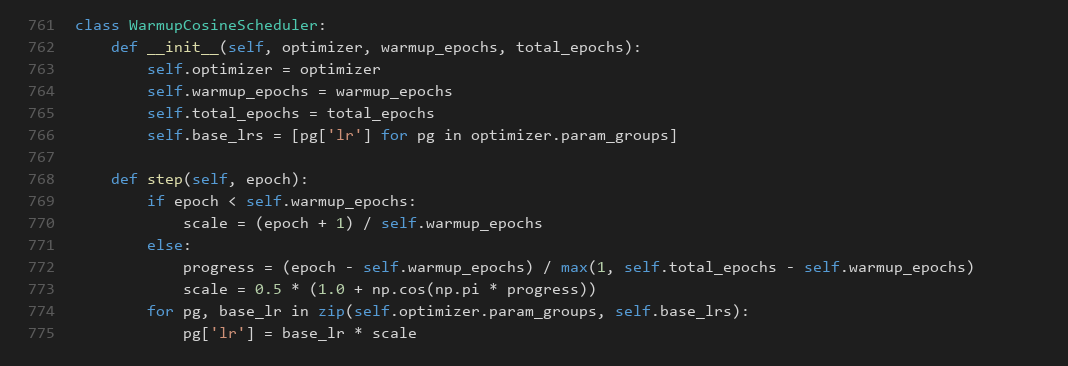 761 class WarmupCosineScheduler:
762     def __init__(self, optimizer, warmup_epochs, total_epochs):
763         self.optimizer = optimizer
764         self.warmup_epochs = warmup_epochs
765         self.total_epochs = total_epochs
766         self.base_lrs = [pg['lr'] for pg in optimizer.param_groups]
767
768     def step(self, epoch):
769         if epoch < self.warmup_epochs:
770             scale = (epoch + 1) / self.warmup_epochs
771         else:
772             progress = (epoch - self.warmup_epochs) / max(1, self.total_epochs - self.warmup_epochs)
773             scale = 0.5 * (1.0 + np.cos(np.pi * progress))
774         for pg, base_lr in zip(self.optimizer.param_groups, self.base_lrs):
775             pg['lr'] = base_lr * scale